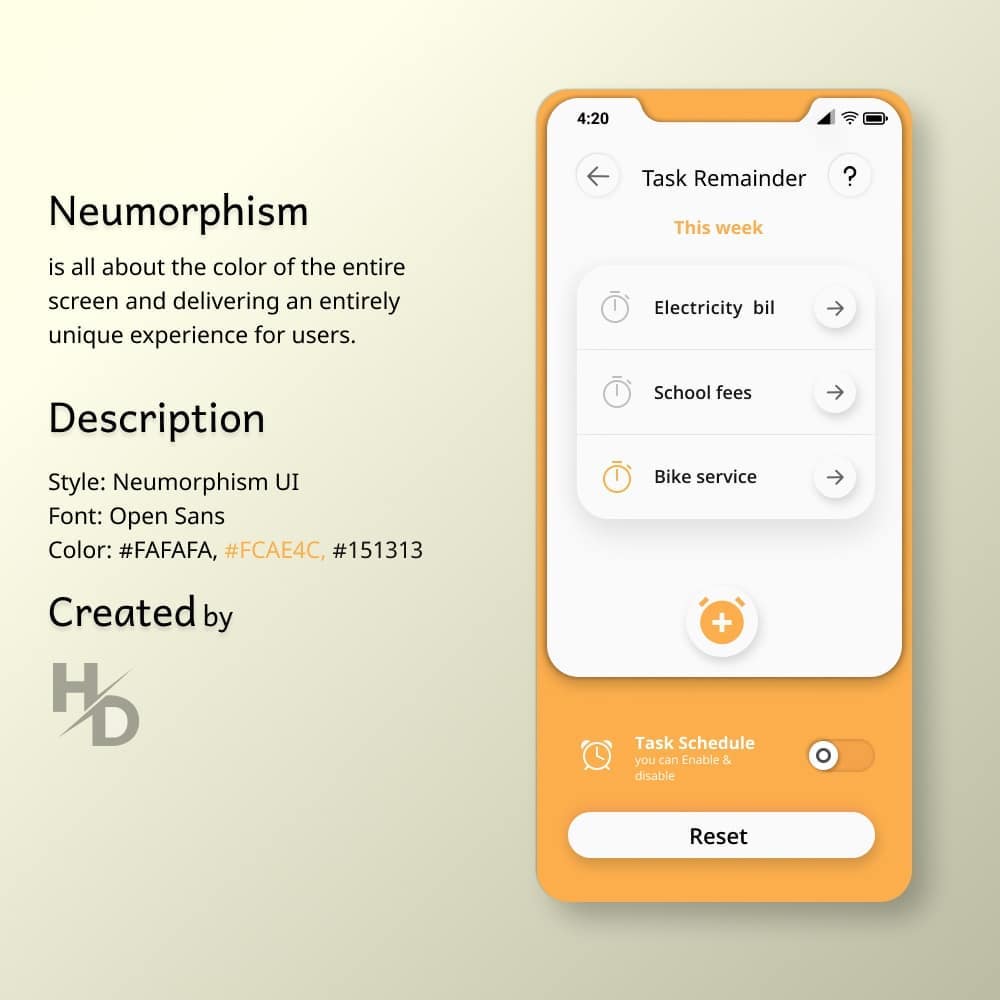 Neumorphism
is all about the color of the entire
screen and delivering an entirely
unique experience for users.
Description
Style: Neumorphism UI
Font: Open Sans
Color: #FAFAFA, #FCAE4C, #151313
Created by
HD
4:20
Task Remainder
?
This week
Electricity bil
School fees
Bike service
Task Schedule
you can Enable &
disable
Reset